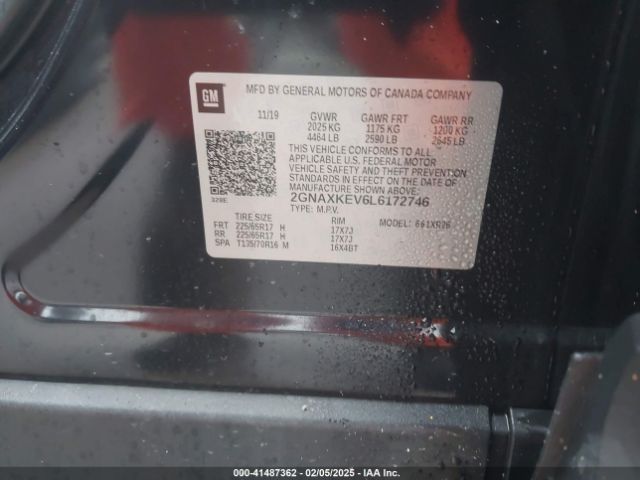 GM
MFD BY GENERAL MOTORS OF CANADA COMPANY
11/19 GVWR GAWR FRT GAWR RR
2025 KG 1175 KG 1200 KG
4464 LB 2590 LB 2645 LB
THIS VEHICLE CONFORMS TO ALL
APPLICABLE U.S. FEDERAL MOTOR
VEHICLE SAFETY AND THEFT PREVENTION
STANDARDS IN EFFECT ON THE DATE OF
MANUFACTURE SHOWN ABOVE.
328E 2GNAXKEV6L6172746
TYPE: M.P.V. MODEL: 661XR26
TIRE SIZE RIM
FRT 225/65R17 H 17X7J
RR 225/65R17 H 17X7J
SPA T135/70R16 M 16X4BT
000-41487362 - 02/05/2025 - IAA Inc.